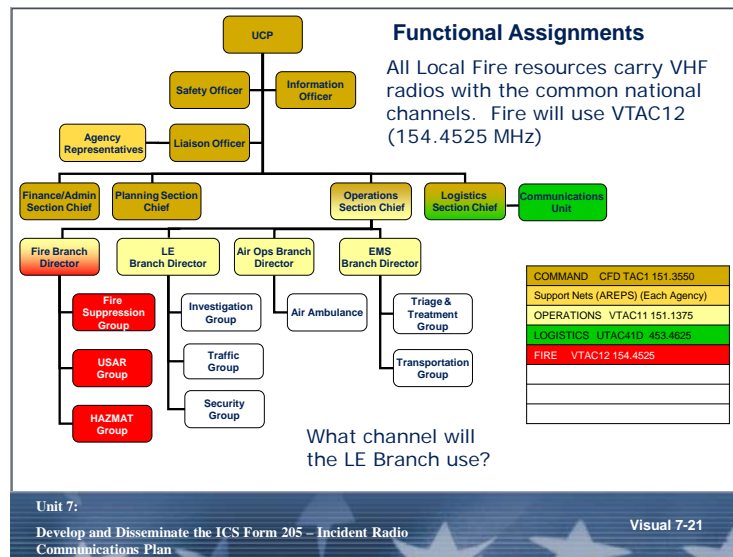 UCP
Functional Assignments
All Local Fire resources carry VHF
radios with the common national
channels. Fire will use VTAC12
(154.4525 MHz)
Safety Officer
Information
Officer
Agency
Representatives
Liaison Officer
Finance/Admin
Section Chief
Planning Section
Chief
Operations
Section Chief
Logistics
Section Chief
Communications
Unit
Fire Branch
Director
LE
Branch Director
Air Ops Branch
Director
EMS
Branch Director
Fire
Suppression
Group
Investigation
Group
Air Ambulance
Triage &
Treatment
Group
USAR
Group
Traffic
Group
Transportation
Group
HAZMAT
Group
Security
Group
COMMAND CFD TAC1 151.3550
Support Nets (AREPS) (Each Agency)
OPERATIONS VTAC11 151.1375
LOGISTICS UTAC41D 453.4625
FIRE VTAC12 154.4525
What channel will
the LE Branch use?
Unit 7:
Develop and Disseminate the ICS Form 205 – Incident Radio
Communications Plan
Visual 7-21